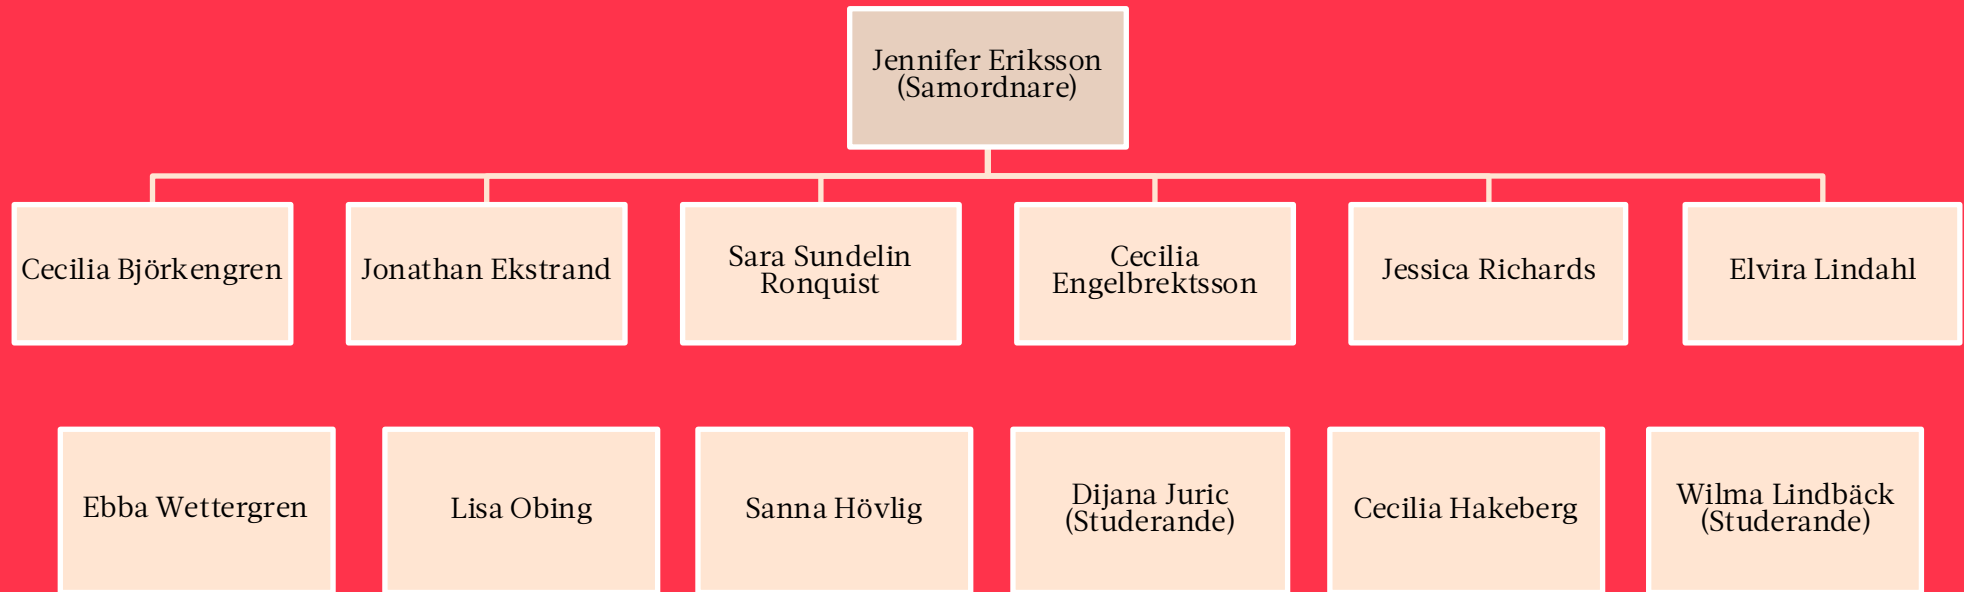 Jennifer Eriksson
(Samordnare)
Cecilia Björkengren
Jonathan Ekstrand
Sara Sundelin
Ronquist
Cecilia
Engelbrektsson
Jessica Richards
Elvira Lindahl
Ebba Wettergren
Lisa Obing
Sanna Hövlig
Dijana Juric
(Studerande)
Cecilia Hakeberg
Wilma Lindbäck
(Studerande)